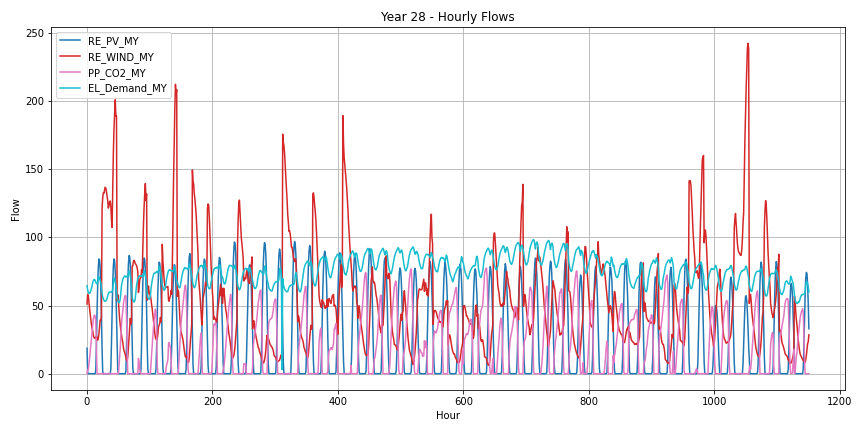 Year 28 - Hourly Flows
RE_PV_MY
RE_WIND_MY
PP_CO2_MY
EL_Demand_MY
250
200
150
100
50
0
Flow
0 200 400 600 800 1000 1200
Hour